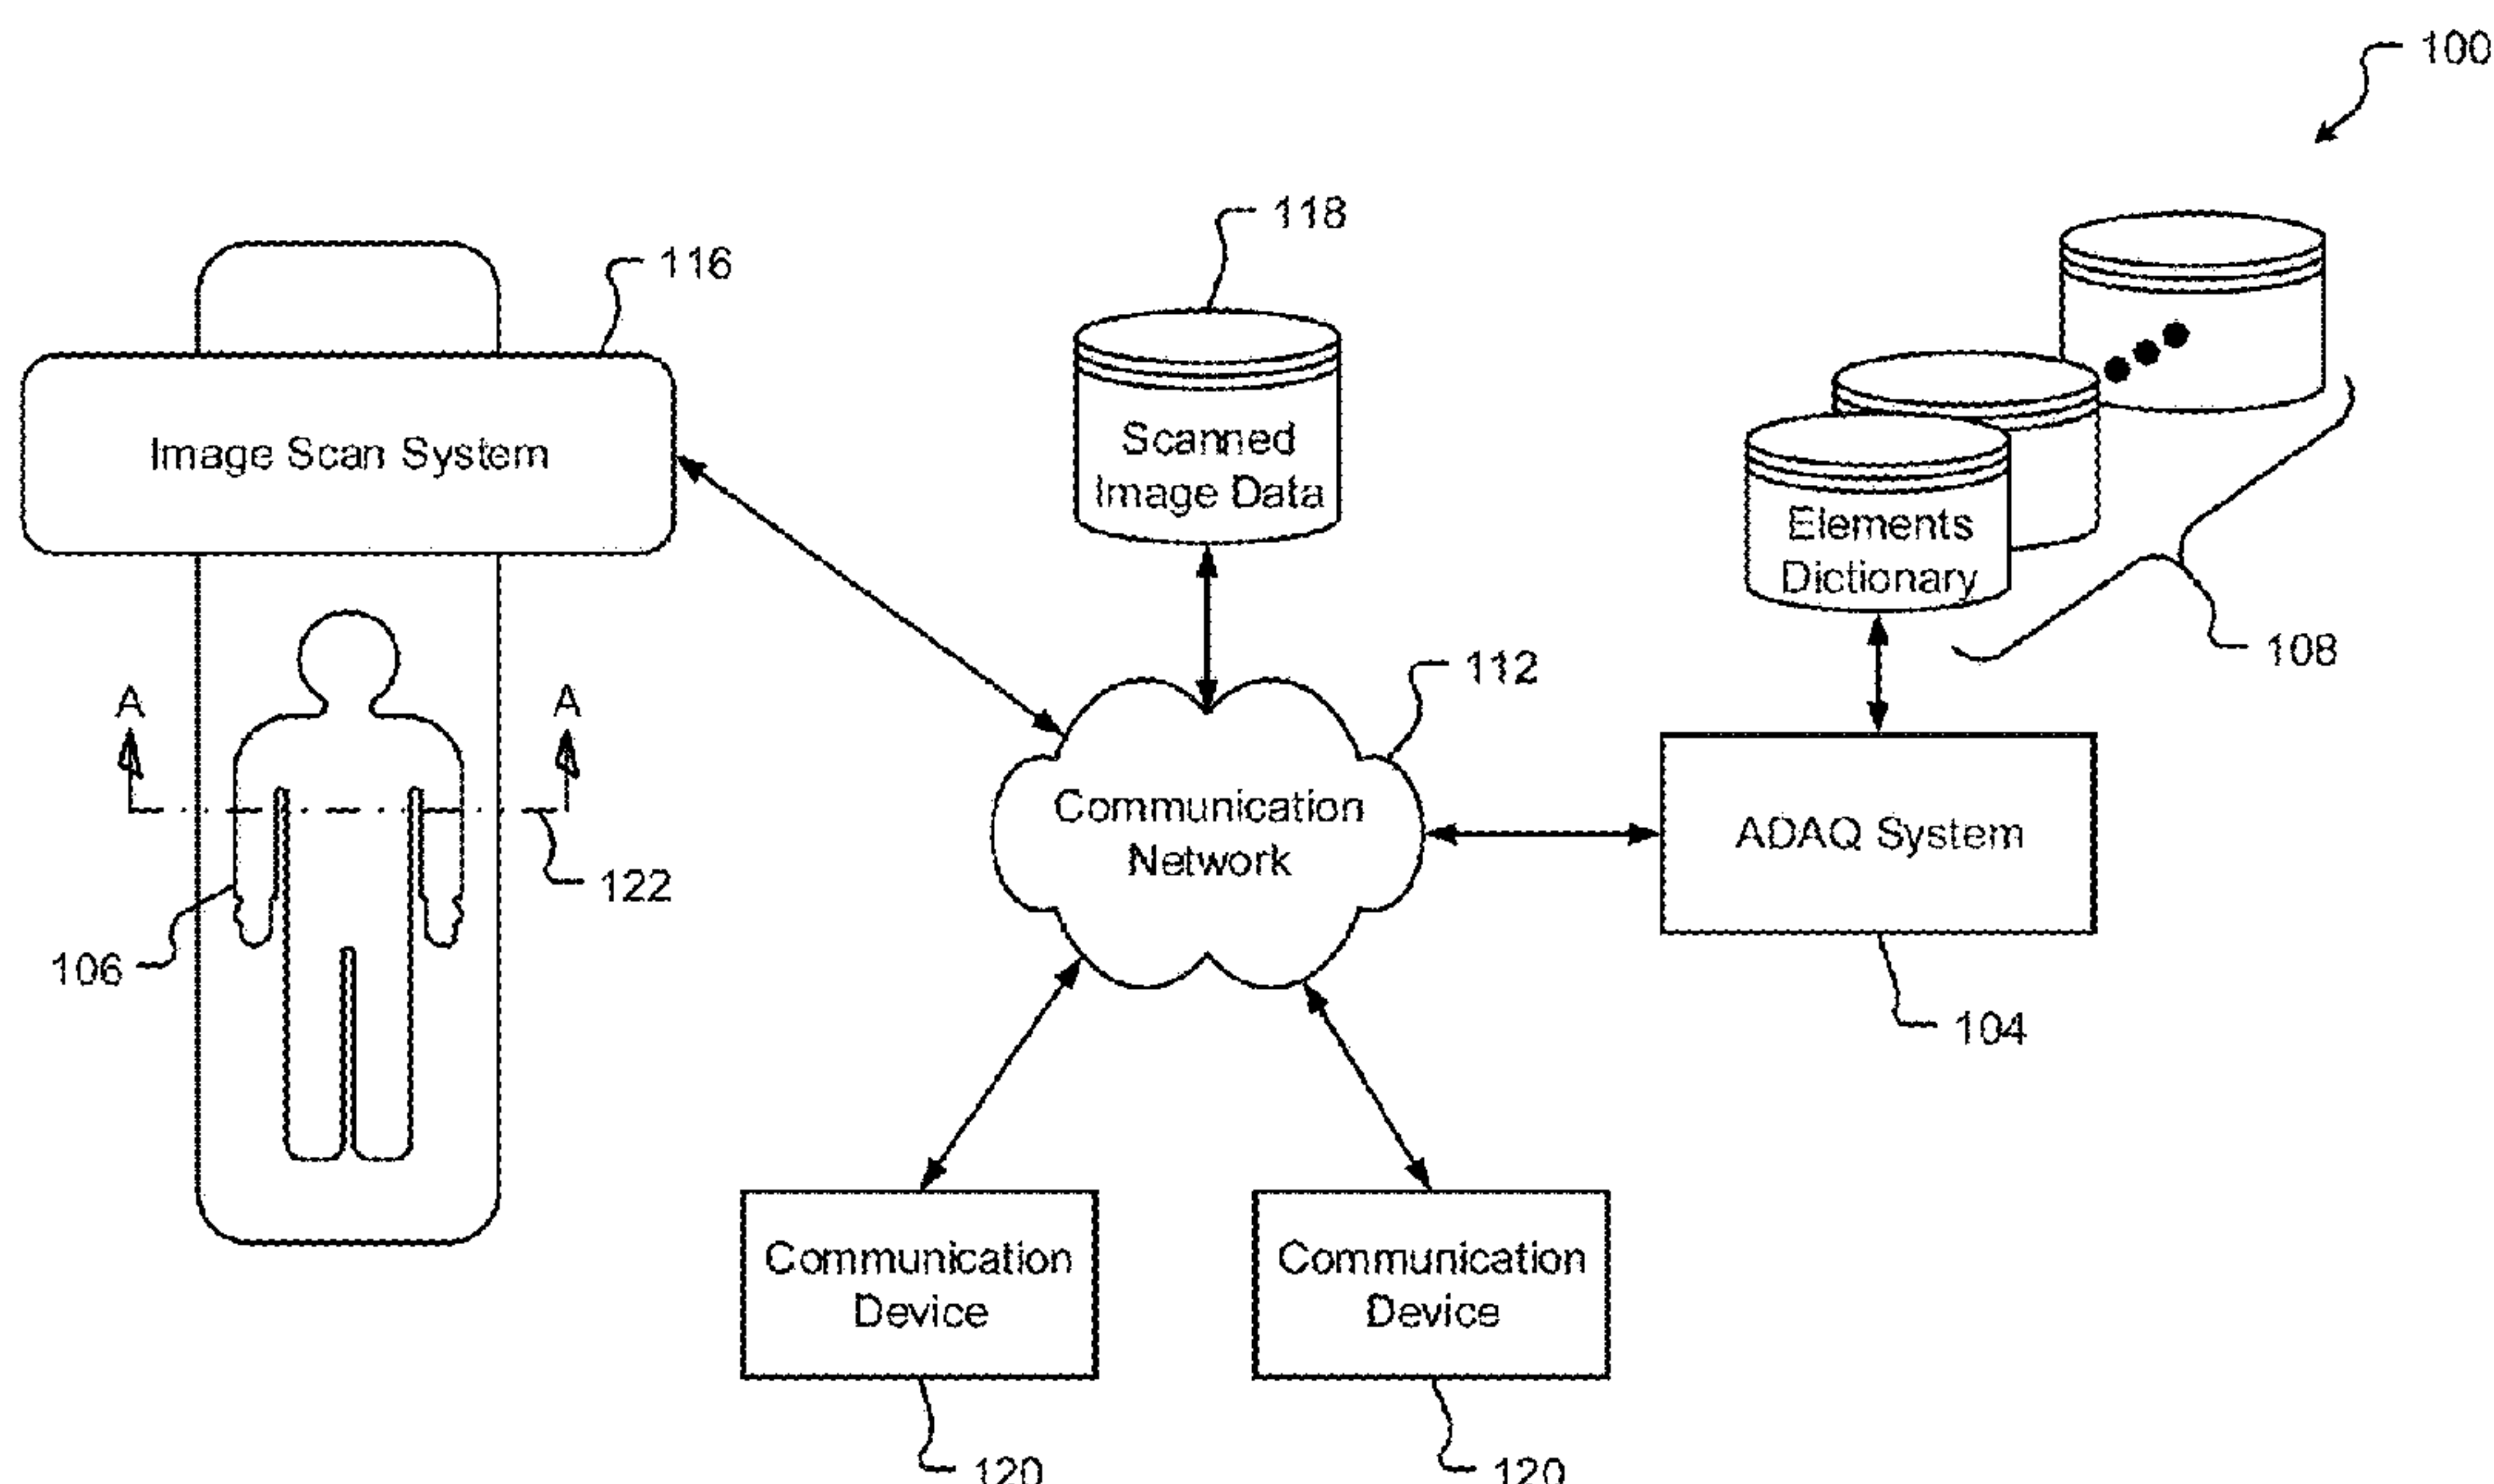 100
118
116
Image Scan System
Scanned
Image Data
Elements
Dictionary
108
112
A
A
Communication
Network
ADAQ System
122
106
104
Communication
Device
Communication
Device
120
120